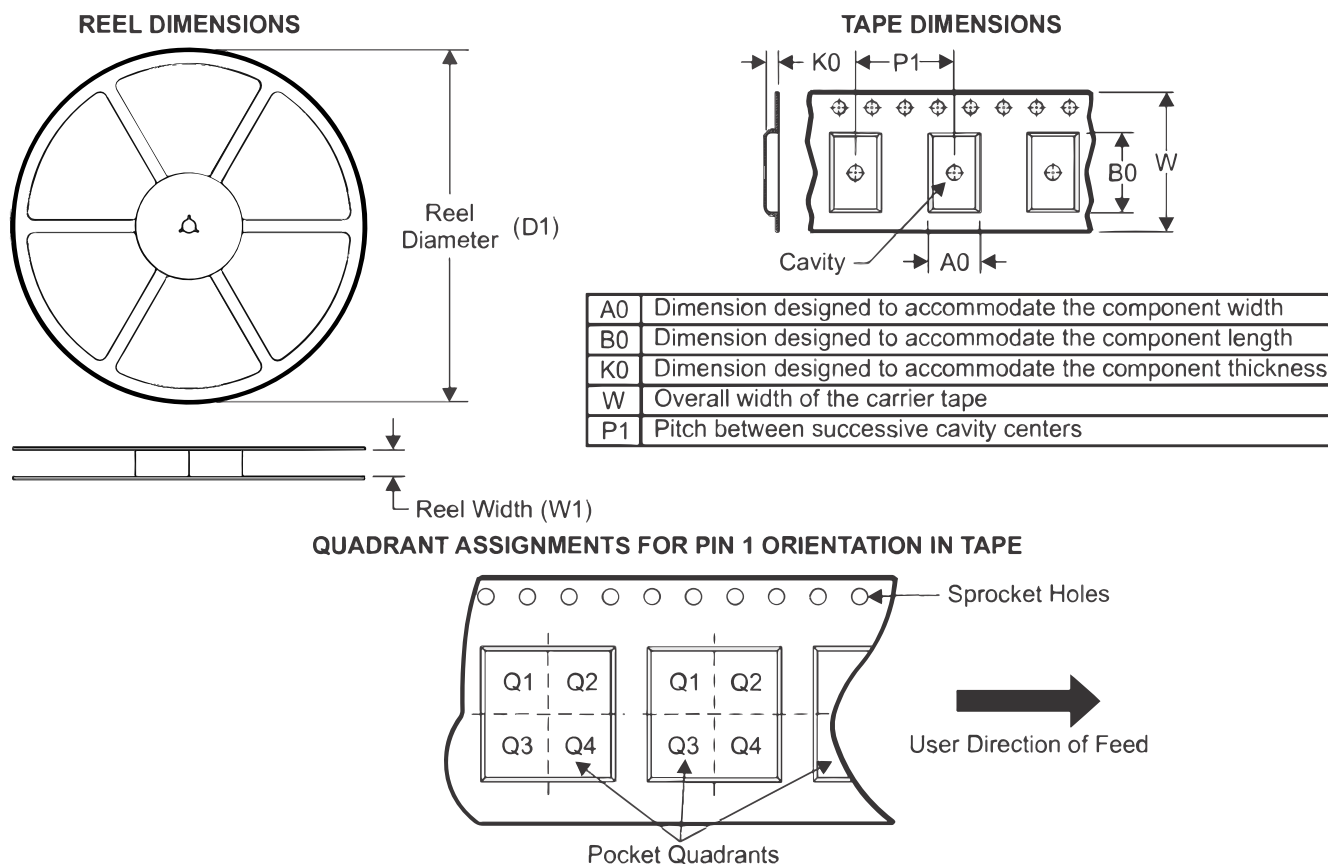 REEL DIMENSIONS
Reel
Diameter
(D1)
Reel Width (W1)
TAPE DIMENSIONS
K0
P1
B0
W
Cavity
A0
A0 Dimension designed to accommodate the component width
B0 Dimension designed to accommodate the component length
K0 Dimension designed to accommodate the component thickness
W Overall width of the carrier tape
P1 Pitch between successive cavity centers
QUADRANT ASSIGNMENTS FOR PIN 1 ORIENTATION IN TAPE
Sprocket Holes
Q1 Q2 Q1 Q2
Q3 Q4 Q3 Q4
User Direction of Feed
Pocket Quadrants